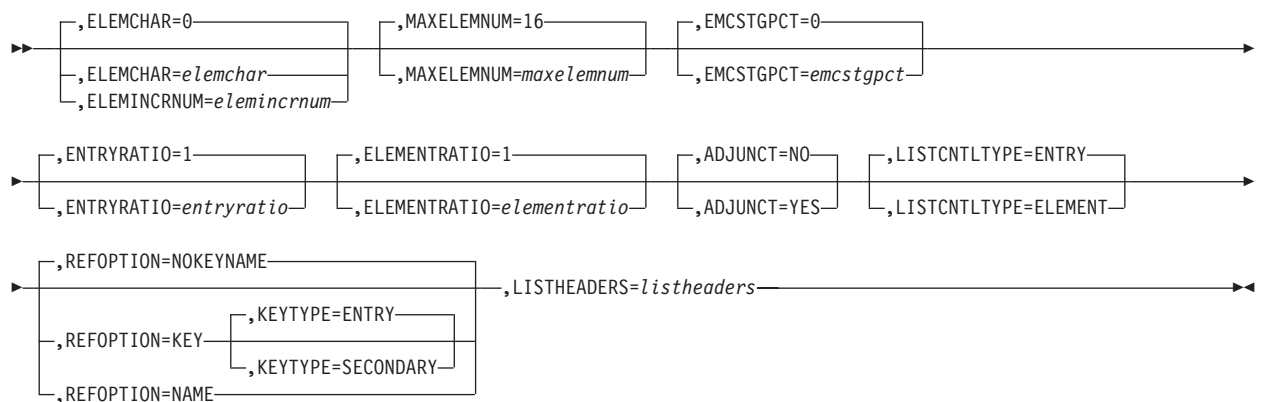 ,ELEMCHAR=0 ,MAXELEMNUM=16 ,EMCSTGPCT=0
,ELEMCHAR=elemchar ,MAXELEMNUM=maxelemnum ,EMCSTGPCT=emcstgpct
,ELEMINCRNUM=elemincrnum
,ENTRYRATIO=1 ,ELEMENTRATIO=1 ,ADJUNCT=NO ,LISTCNTLTYPE=ENTRY
,ENTRYRATIO=entryratio ,ELEMENTRATIO=elementratio ,ADJUNCT=YES ,LISTCNTLTYPE=ELEMENT
,REFOPTION=NOKEYNAME
,LISTHEADERS=listheaders
,KEYTYPE=ENTRY
,REFOPTION=KEY
,KEYTYPE=SECONDARY
,REFOPTION=NAME